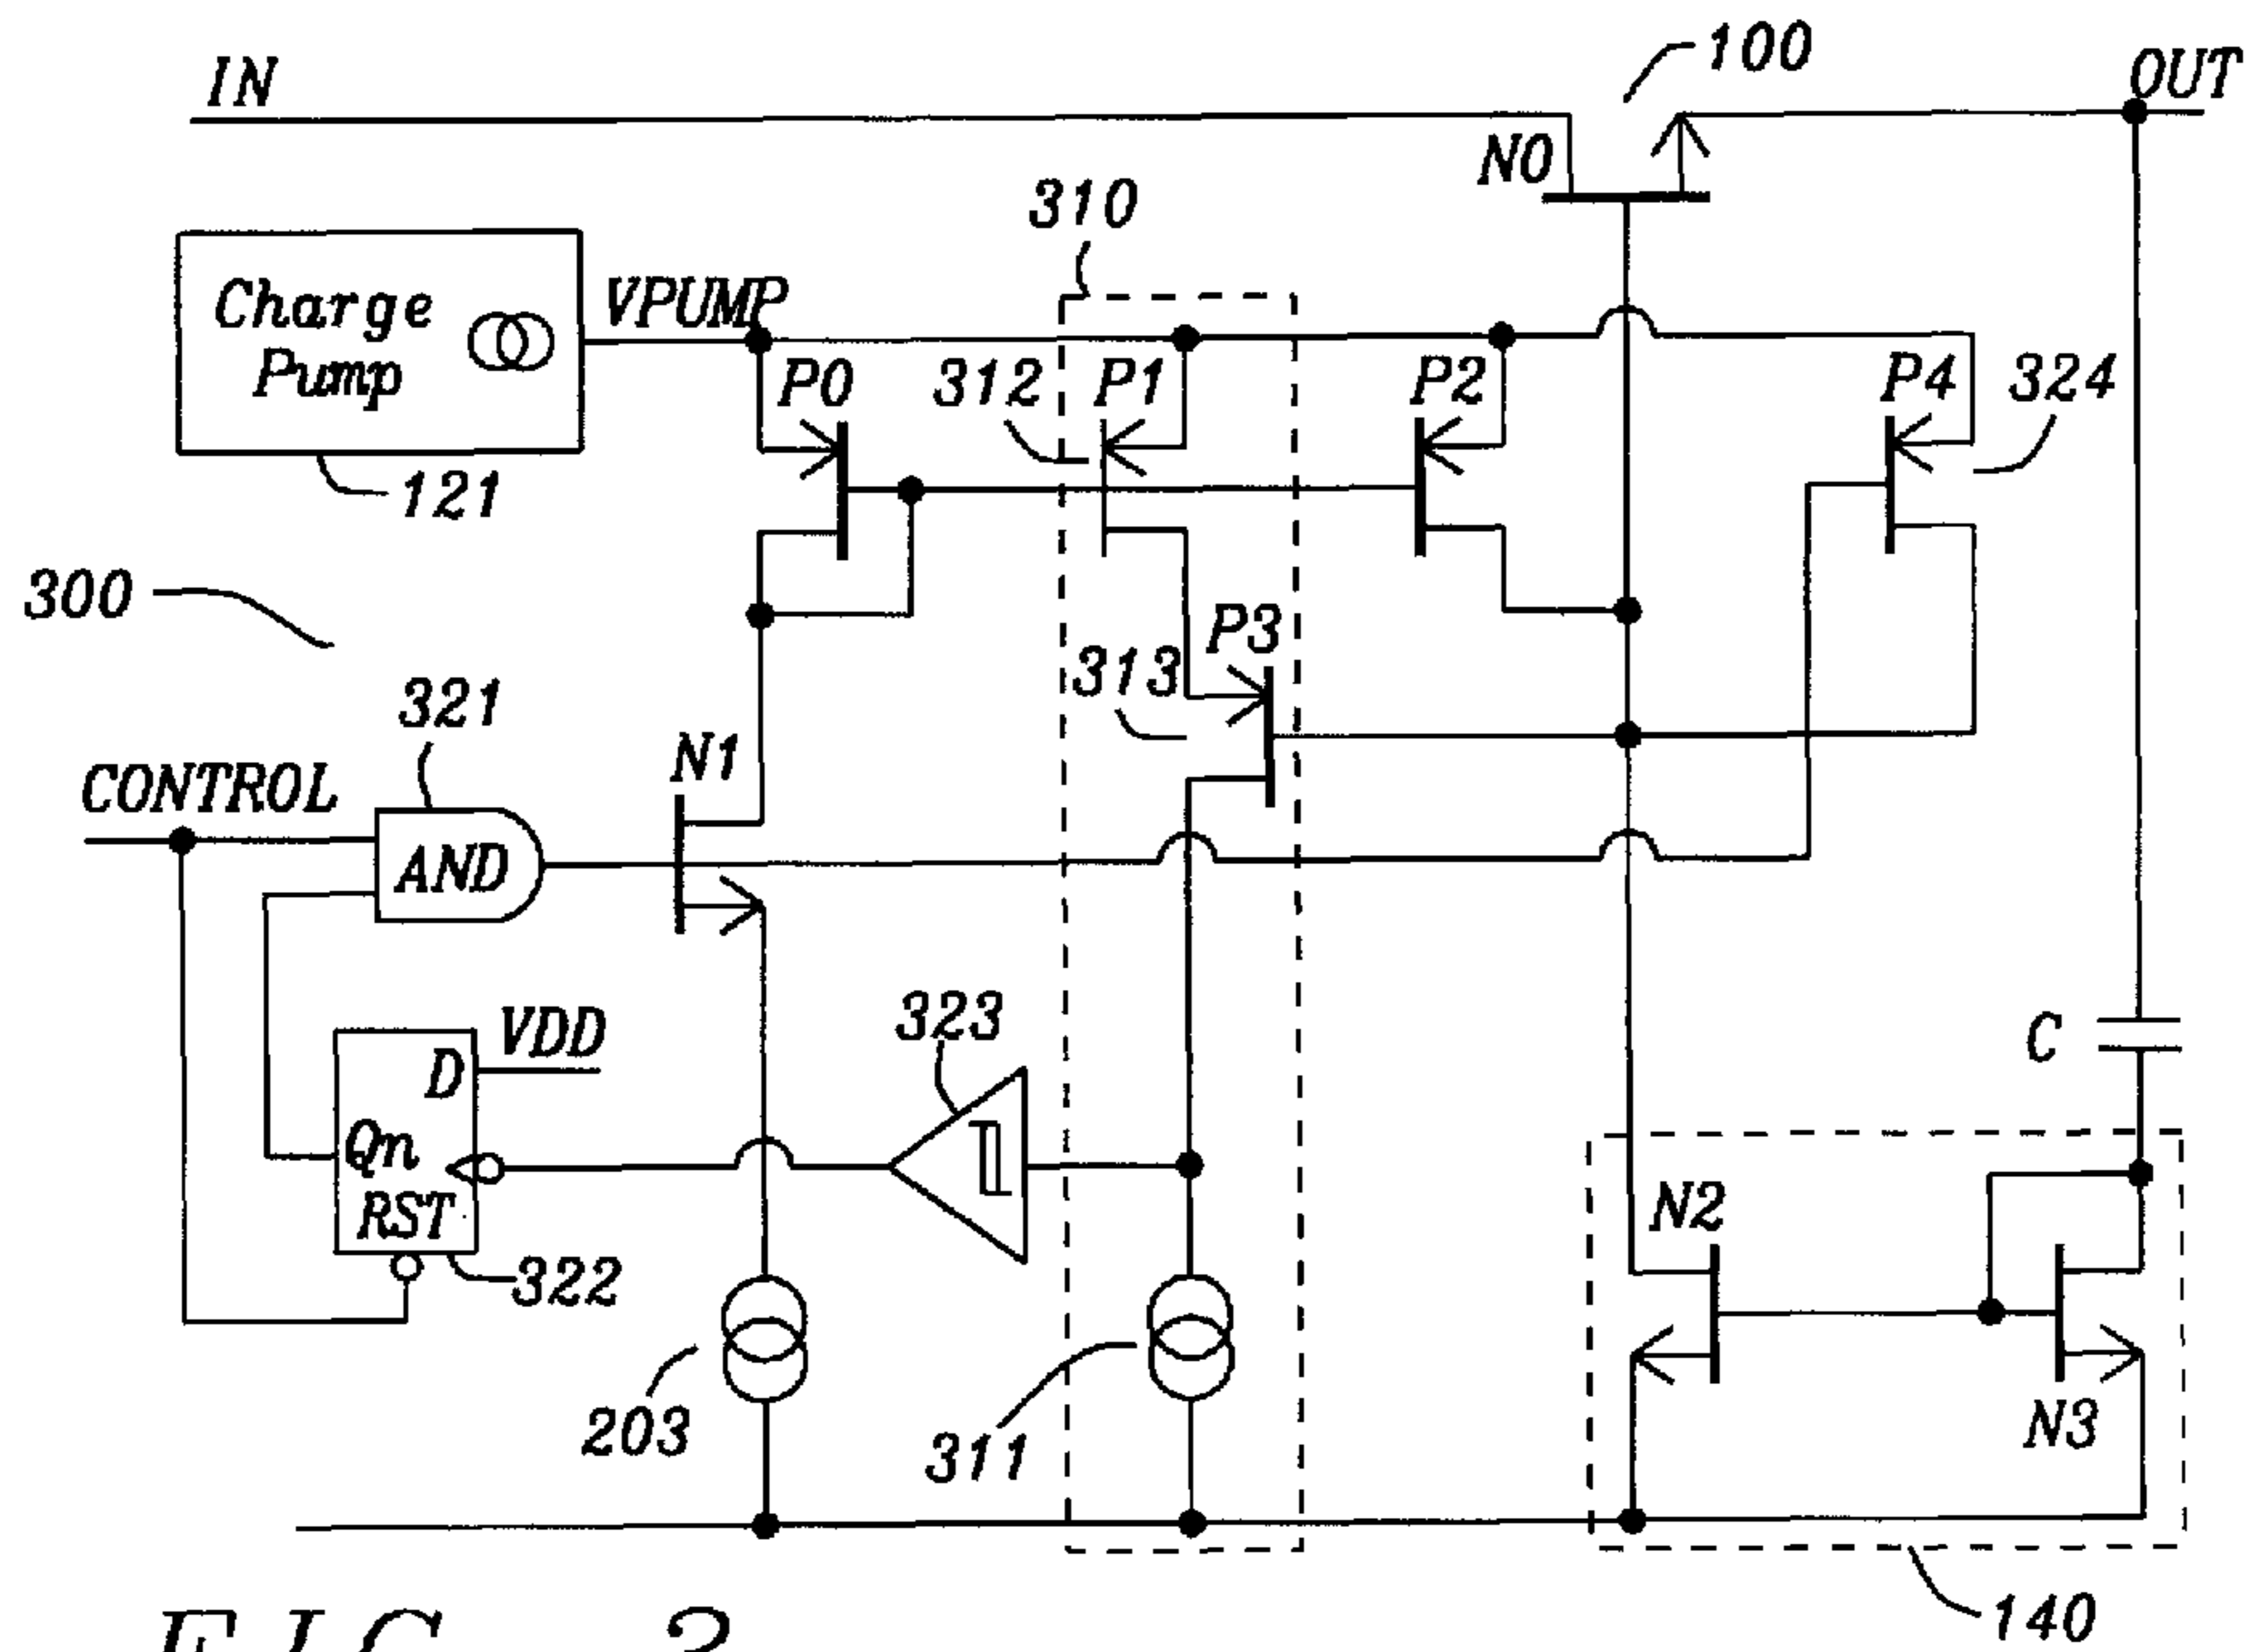 100
IN
OUT
N0
310
Charge
Pump
VPUMP
P0
312
P1
P2
P4
324
121
300
P3
313
321
N1
CONTROL
AND
323
VDD
D
C
Qn
RST
N2
322
203
311
N3
140